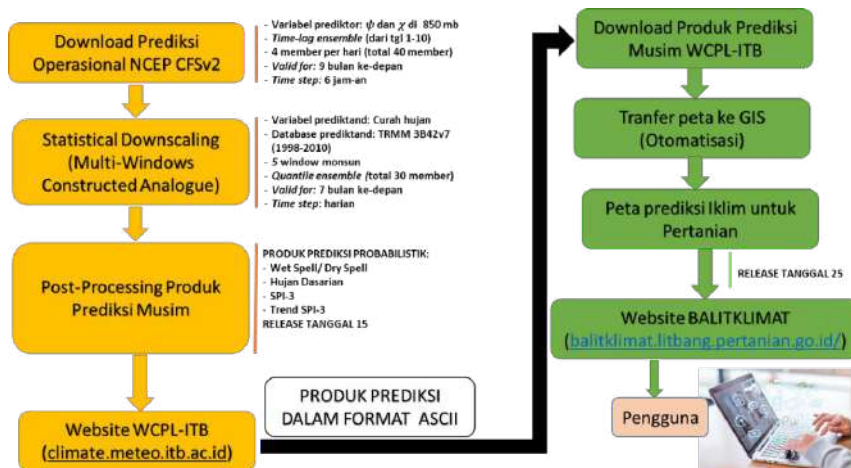 Download Prediksi
Operasional NCEP CFSv2
- Variabel prediktor: ψ dan χ di 850 mb
- Time-lag ensemble (dari tgl 1-10)
- 4 member per hari (total 40 member)
- Valid for: 9 bulan ke-depan
- Time step: 6 jam-an
Statistical Downscaling
(Multi-Windows
Constructed Analogue)
- Variabel prediktand: Curah hujan
- Database prediktand: TRMM 3B42v7
(1998-2010)
- 5 window monsun
- Quantile ensemble (total 30 member)
- Valid for: 7 bulan ke-depan
- Time step: harian
Post-Processing Produk
Prediksi Musim
PRODUK PREDIKSI PROBABILISTIK:
- Wet Spell/ Dry Spell
- Hujan Dasarian
- SPI-3
- Trend SPI-3
RELEASE TANGGAL 15
Website WCPL-ITB
(climate.meteo.itb.ac.id)
PRODUK PREDIKSI
DALAM FORMAT ASCII
Download Produk Prediksi
Musim WCPL-ITB
Tranfer peta ke GIS
(Otomatisasi)
Peta prediksi Iklim untuk
Pertanian
RELEASE TANGGAL 25
Website BALITKLIMAT
(balitklimat.litbang.pertanian.go.id/)
Pengguna